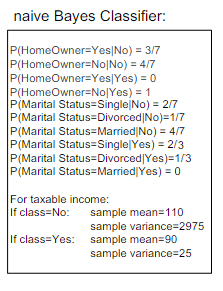 naive Bayes Classifier:
P(HomeOwner=Yes|No) = 3/7
P(HomeOwner=No|No) = 4/7
P(HomeOwner=Yes|Yes) = 0
P(HomeOwner=No|Yes) = 1
P(Marital Status=Single|No) = 2/7
P(Marital Status=Divorced|No)=1/7
P(Marital Status=Married|No) = 4/7
P(Marital Status=Single|Yes) = 2/3
P(Marital Status=Divorced|Yes)=1/3
P(Marital Status=Married|Yes) = 0
For taxable income:
If class=No: sample mean=110
sample variance=2975
If class=Yes: sample mean=90
sample variance=25